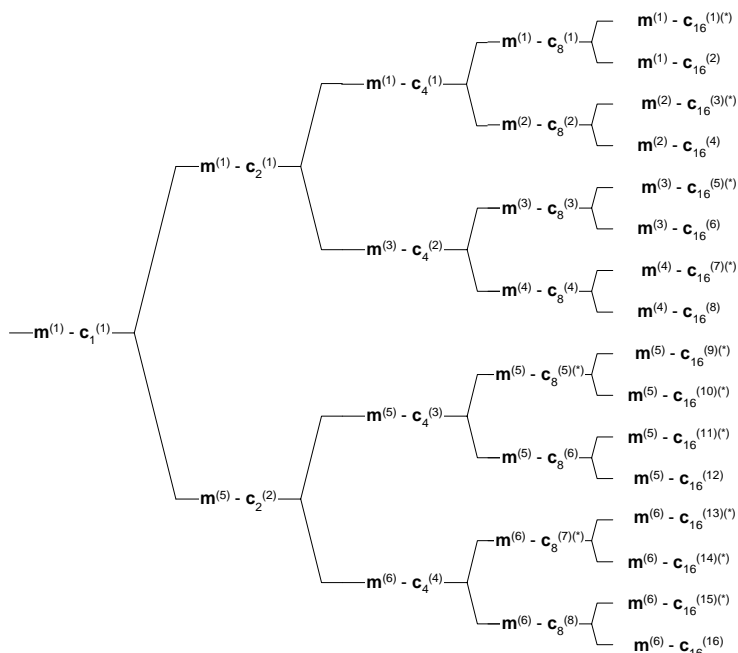 m(1) - c16(1)(*)
m(1) - c8(1)
m(1) - c16(2)
m(1) - c4(1)
m(2) - c16(3)(*)
m(2) - c8(2)
m(2) - c16(4)
m(1) - c2(1)
m(3) - c16(5)(*)
m(3) - c8(3)
m(3) - c16(6)
m(3) - c4(2)
m(4) - c16(7)(*)
m(4) - c8(4)
m(4) - c16(8)
m(1) - c1(1)
m(5) - c16(9)(*)
m(5) - c8(5)(*)
m(5) - c16(10)(*)
m(5) - c4(3)
m(5) - c16(11)(*)
m(5) - c8(6)
m(5) - c16(12)
m(5) - c2(2)
m(6) - c16(13)(*)
m(6) - c8(7)(*)
m(6) - c16(14)(*)
m(6) - c4(4)
m(6) - c16(15)(*)
m(6) - c8(8)
m(6) - c16(16)